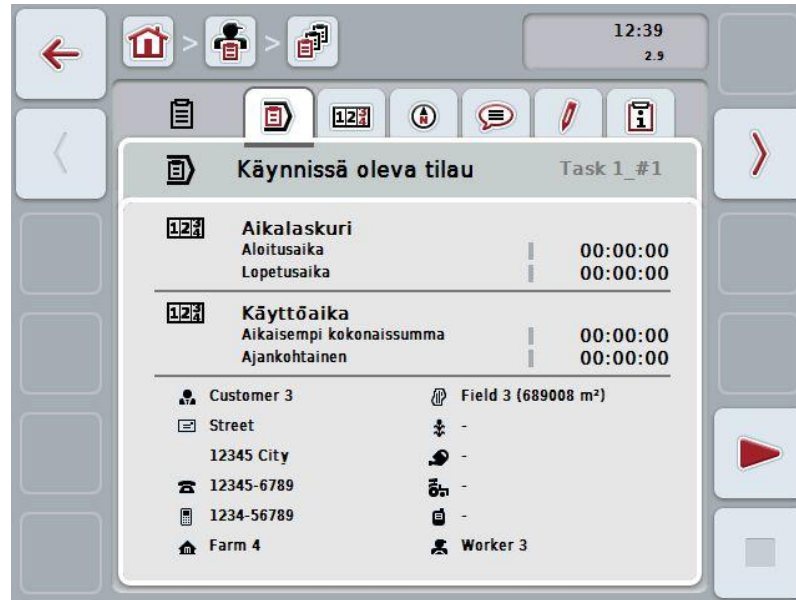 12:39
2.9
Käynnissä oleva tilau Task 1_#1
Aikalaskuri
Aloitusaika 00:00:00
Lopetusaika 00:00:00
Käyttöaika
Aikaisempi kokonaissumma 00:00:00
Ajankohtainen 00:00:00
Customer 3 Field 3 (689008 m²)
Street -
12345 City -
12345-6789 -
1234-56789 -
Farm 4 Worker 3